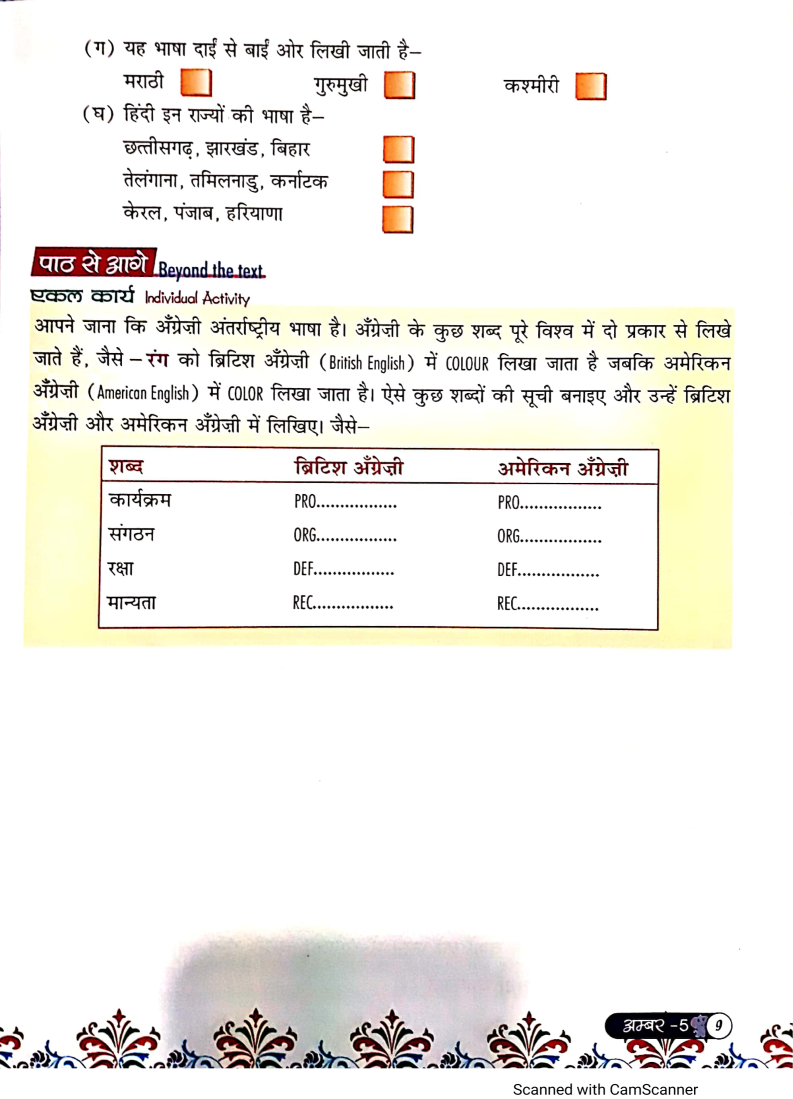 (ग) यह भाषा दाईं से बाईं ओर लिखी जाती है–
मराठी गुरुमुखी कश्मीरी
(घ) हिंदी इन राज्यों की भाषा है–
छत्तीसगढ़, झारखंड, बिहार
तेलंगाना, तमिलनाडु, कर्नाटक
केरल, पंजाब, हरियाणा
पाठ से आगे Beyond the text
एकल कार्य Individual Activity
आपने जाना कि अँग्रेज़ी अंतर्राष्ट्रीय भाषा है। अँग्रेज़ी के कुछ शब्द पूरे विश्व में दो प्रकार से लिखे
जाते हैं, जैसे – रंग को ब्रिटिश अँग्रेज़ी (British English) में COLOUR लिखा जाता है जबकि अमेरिकन
अँग्रेज़ी (American English) में COLOR लिखा जाता है। ऐसे कुछ शब्दों की सूची बनाइए और उन्हें ब्रिटिश
अँग्रेज़ी और अमेरिकन अँग्रेज़ी में लिखिए। जैसे–
शब्द ब्रिटिश अँग्रेज़ी अमेरिकन अँग्रेज़ी
कार्यक्रम PRO................. PRO.................
संगठन ORG................. ORG.................
रक्षा DEF................. DEF.................
मान्यता REC................. REC.................
अम्बर -5 9
Scanned with CamScanner